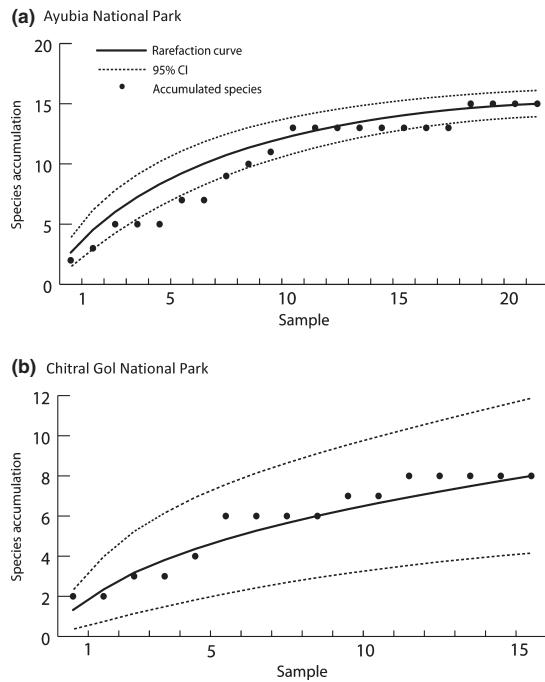 (a) Ayubia National Park
Rarefaction curve
95% CI
Accumulated species
Species accumulation
20
15
10
5
0
1 5 10 15 20
Sample
(b) Chitral Gol National Park
Species accumulation
12
10
8
6
4
2
0
1 5 10 15
Sample